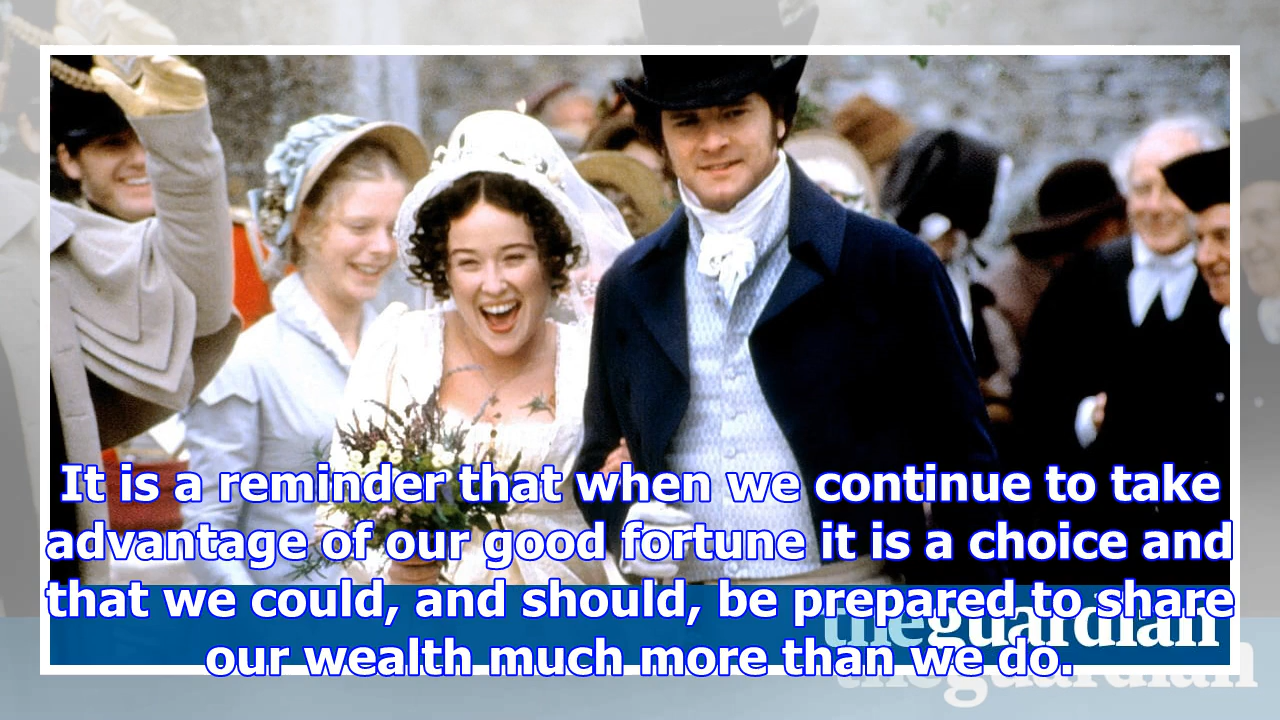 It is a reminder that when we continue to take
advantage of our good fortune it is a choice and
that we could, and should, be prepared to share
our wealth much more than we do.
theguardian
theguardian